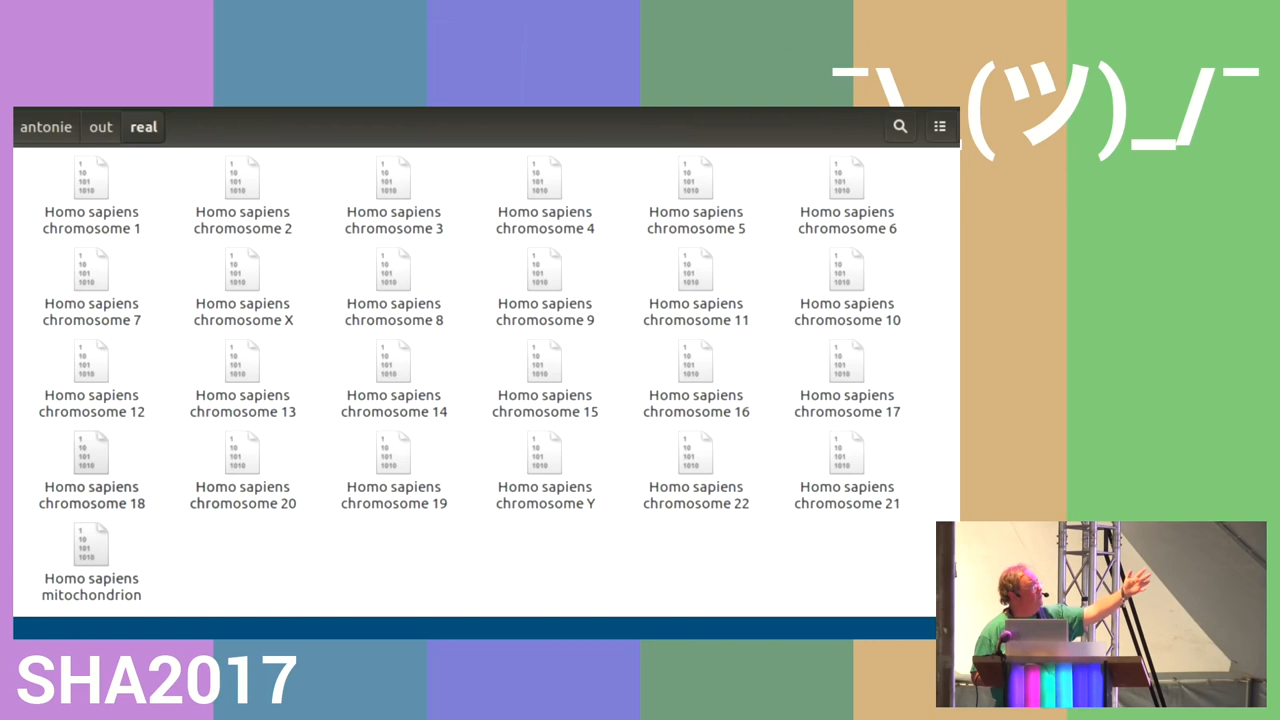 ¯\_(ツ)_/¯
antonie out real
Homo sapiens chromosome 1
Homo sapiens chromosome 2
Homo sapiens chromosome 3
Homo sapiens chromosome 4
Homo sapiens chromosome 5
Homo sapiens chromosome 6
Homo sapiens chromosome 7
Homo sapiens chromosome X
Homo sapiens chromosome 8
Homo sapiens chromosome 9
Homo sapiens chromosome 11
Homo sapiens chromosome 10
Homo sapiens chromosome 12
Homo sapiens chromosome 13
Homo sapiens chromosome 14
Homo sapiens chromosome 15
Homo sapiens chromosome 16
Homo sapiens chromosome 17
Homo sapiens chromosome 18
Homo sapiens chromosome 20
Homo sapiens chromosome 19
Homo sapiens chromosome Y
Homo sapiens chromosome 22
Homo sapiens chromosome 21
Homo sapiens mitochondrion
SHA2017